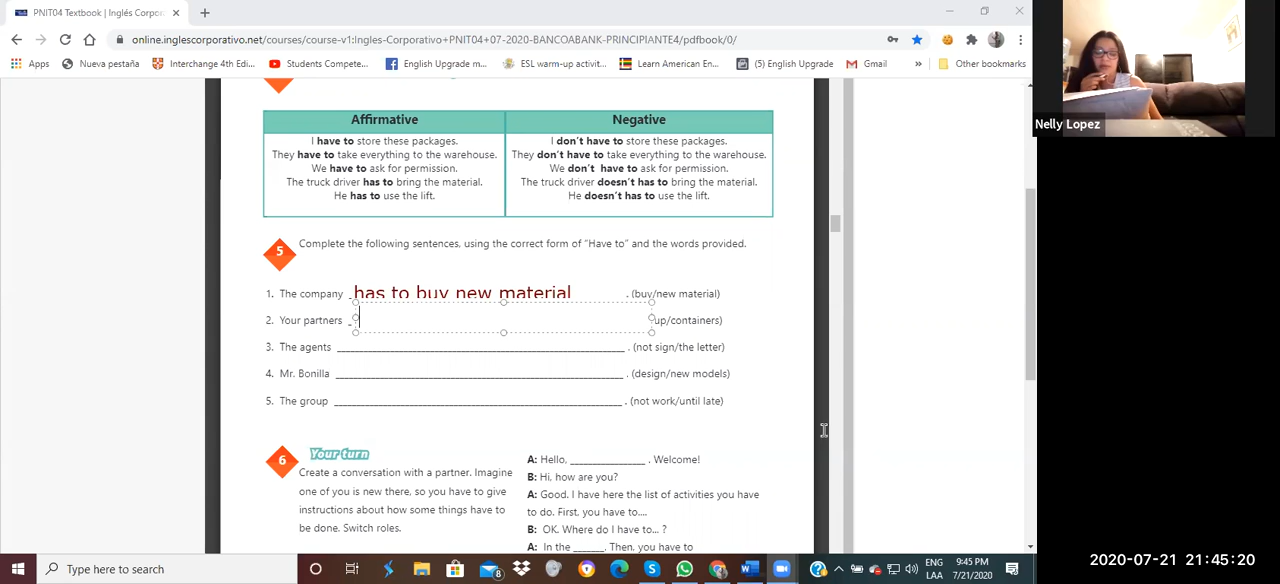 PNIT04 Textbook | Inglés Corpor
online.inglescorporativo.net/courses/course-v1:Ingles-Corporativo+PNIT04+07-2020-BANCOABANK-PRINCIPIANTE4/pdfbook/0/
Apps Nueva pestaña Interchange 4th Edi... Students Compete... English Upgrade m... ESL warm-up activit... Learn American En... (5) English Upgrade Gmail » Other bookmarks
Nelly Lopez
Affirmative Negative
I have to store these packages. I don't have to store these packages.
They have to take everything to the warehouse. They don't have to take everything to the warehouse.
We have to ask for permission. We don't have to ask for permission.
The truck driver has to bring the material. The truck driver doesn't has to bring the material.
He has to use the lift. He doesn't has to use the lift.
5 Complete the following sentences, using the correct form of "Have to" and the words provided.
1. The company has to buy new material . (buy/new material)
2. Your partners up/containers)
3. The agents ______ . (not sign/the letter)
4. Mr. Bonilla ______ . (design/new models)
5. The group ______ . (not work/until late)
6 Your turn
Create a conversation with a partner. Imagine
one of you is new there, so you have to give
instructions about how some things have to
be done. Switch roles.
A: Hello, ______ . Welcome!
B: Hi, how are you?
A: Good. I have here the list of activities you have
to do. First, you have to....
B: OK. Where do I have to... ?
A: In the ______. Then, you have to
Type here to search
8
ENG
LAA
9:45 PM
7/21/2020
2020-07-21 21:45:20